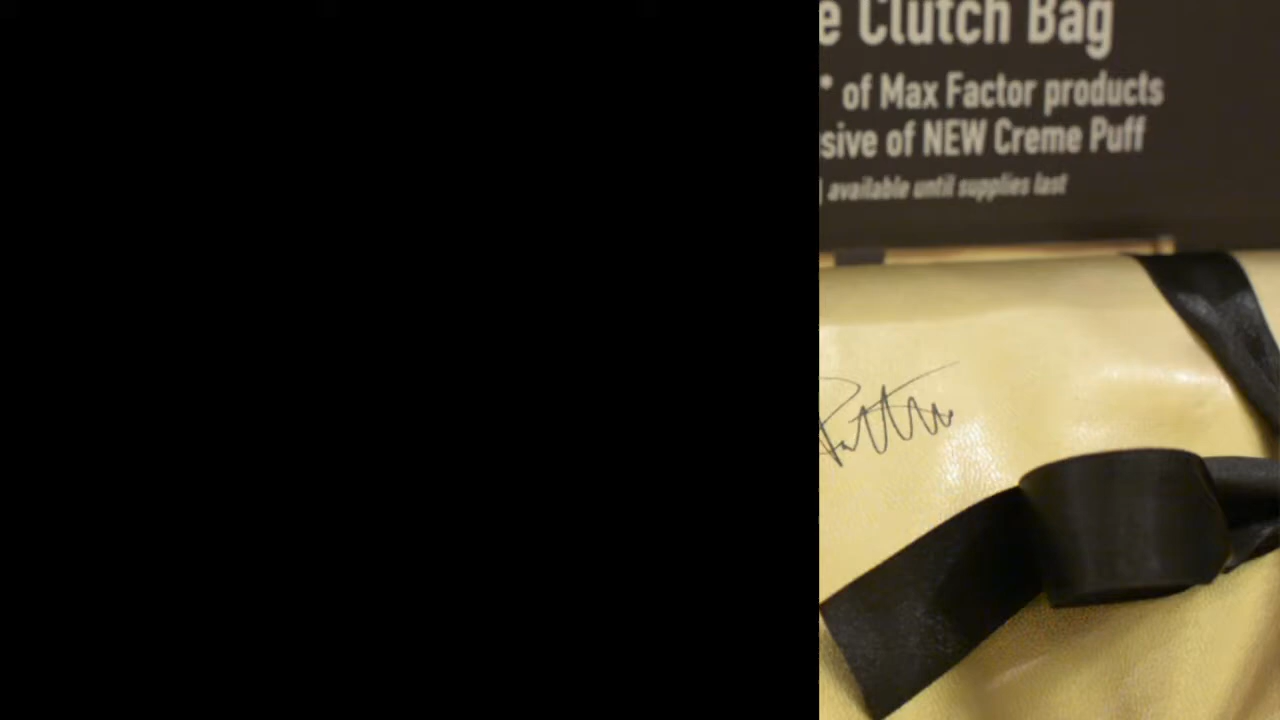 e Clutch Bag
* of Max Factor products
sive of NEW Creme Puff
available until supplies last